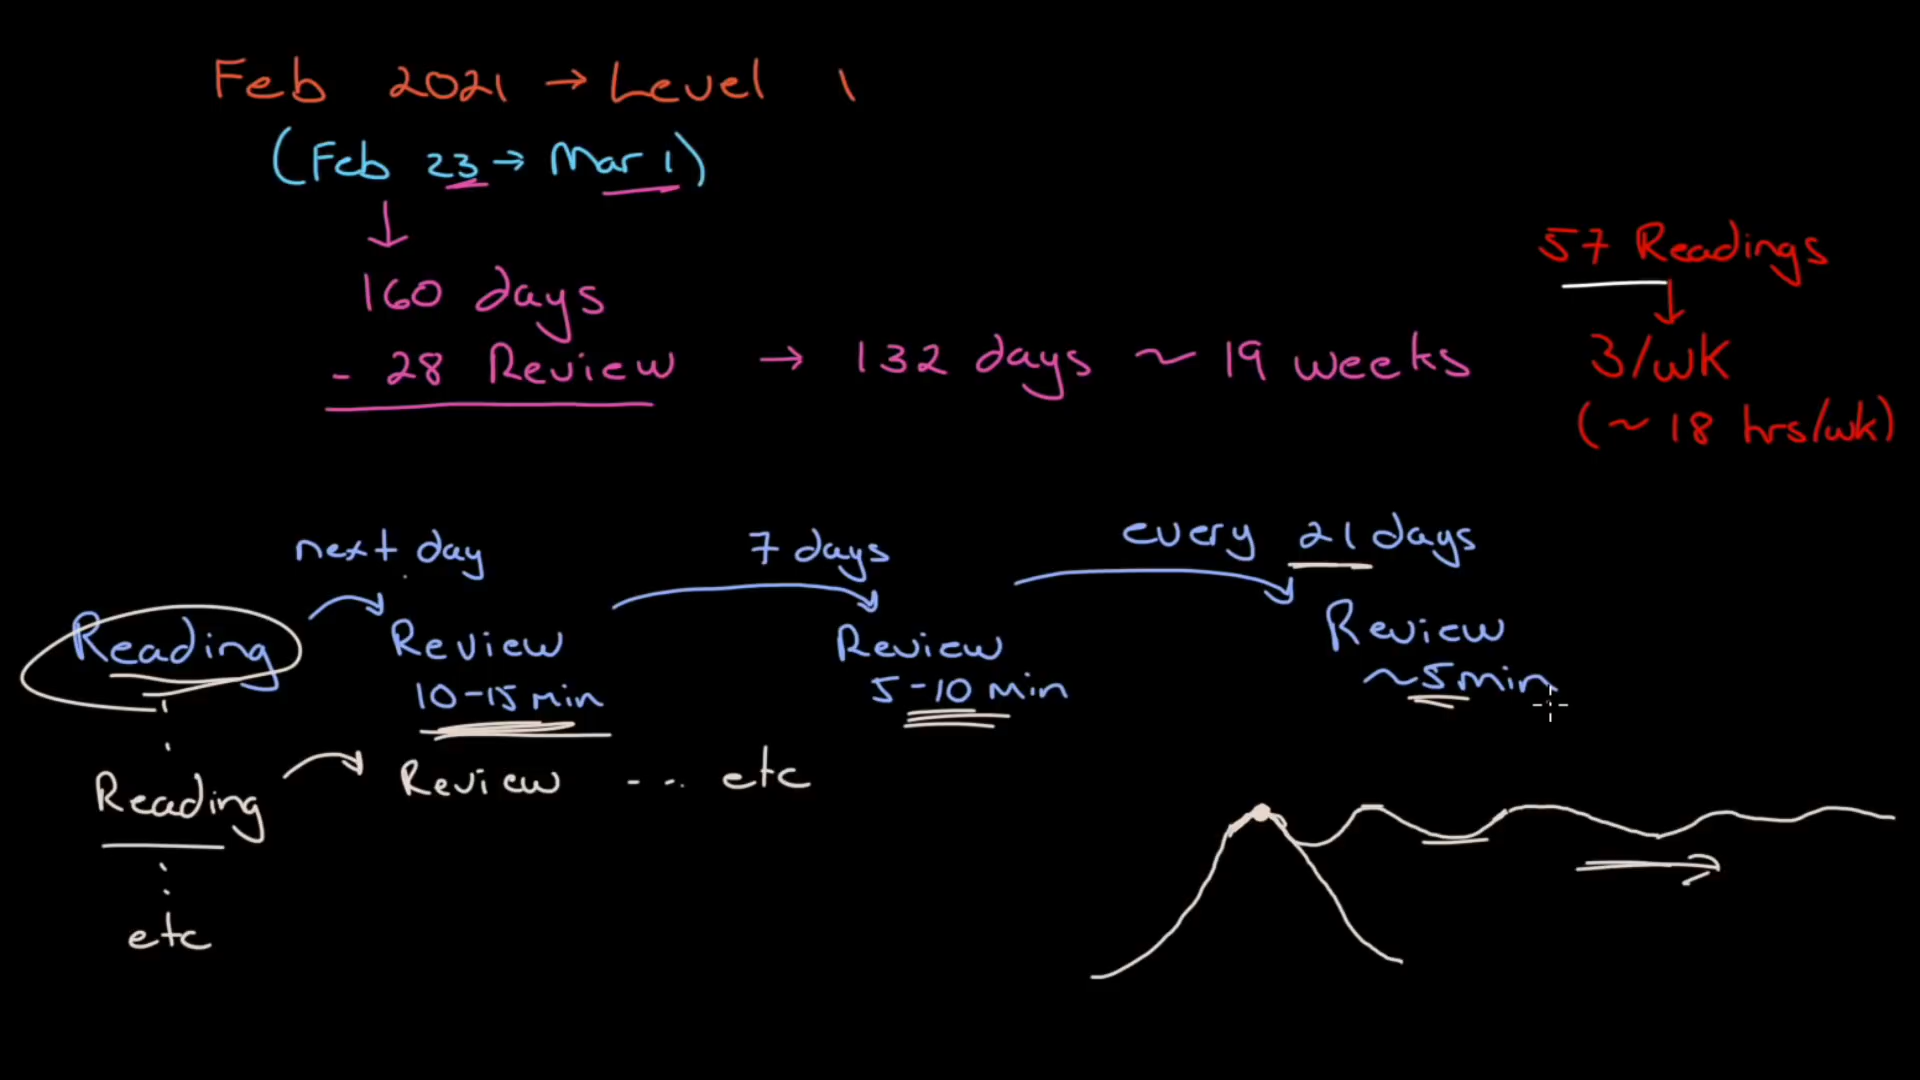 Feb 2021 → Level 1
(Feb 23 → Mar 1)
160 days
- 28 Review → 132 days ~ 19 weeks
57 Readings
3/wk
(~ 18 hrs/wk)
next day
7 days
every 21 days
Reading
Review
10-15 min
Review
5-10 min
Review
~5 min
Reading
Review -.. etc
etc